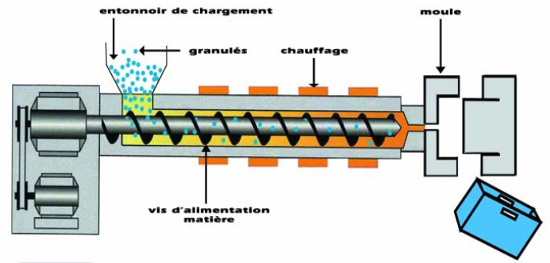 entonnoir de chargement
moule
granulés
chauffage
vis d'alimentation
matière